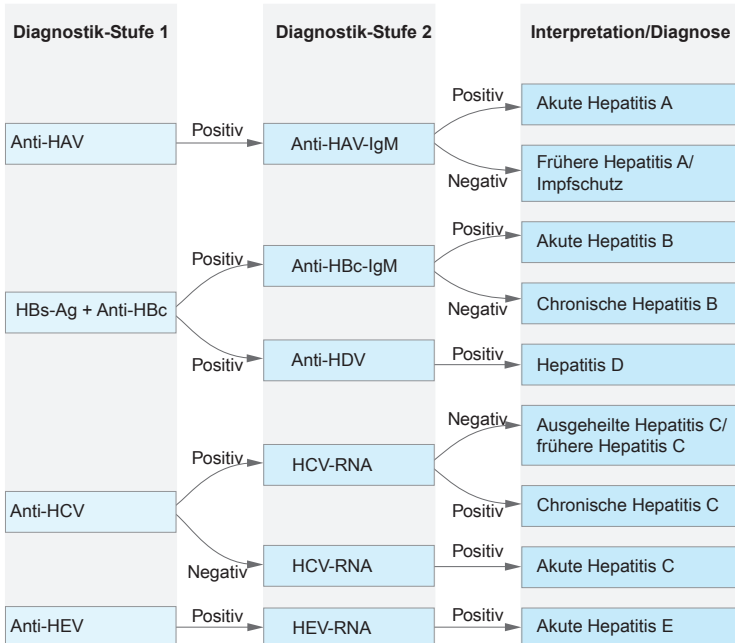 Diagnostik-Stufe 1
Diagnostik-Stufe 2
Interpretation/Diagnose
Anti-HAV
Positiv
Anti-HAV-IgM
Positiv
Akute Hepatitis A
Negativ
Frühere Hepatitis A/
Impfschutz
HBs-Ag + Anti-HBc
Positiv
Anti-HBc-IgM
Positiv
Akute Hepatitis B
Negativ
Chronische Hepatitis B
Positiv
Anti-HDV
Positiv
Hepatitis D
Anti-HCV
Positiv
HCV-RNA
Negativ
Ausgeheilte Hepatitis C/
frühere Hepatitis C
Positiv
Chronische Hepatitis C
Negativ
HCV-RNA
Positiv
Akute Hepatitis C
Anti-HEV
Positiv
HEV-RNA
Positiv
Akute Hepatitis E